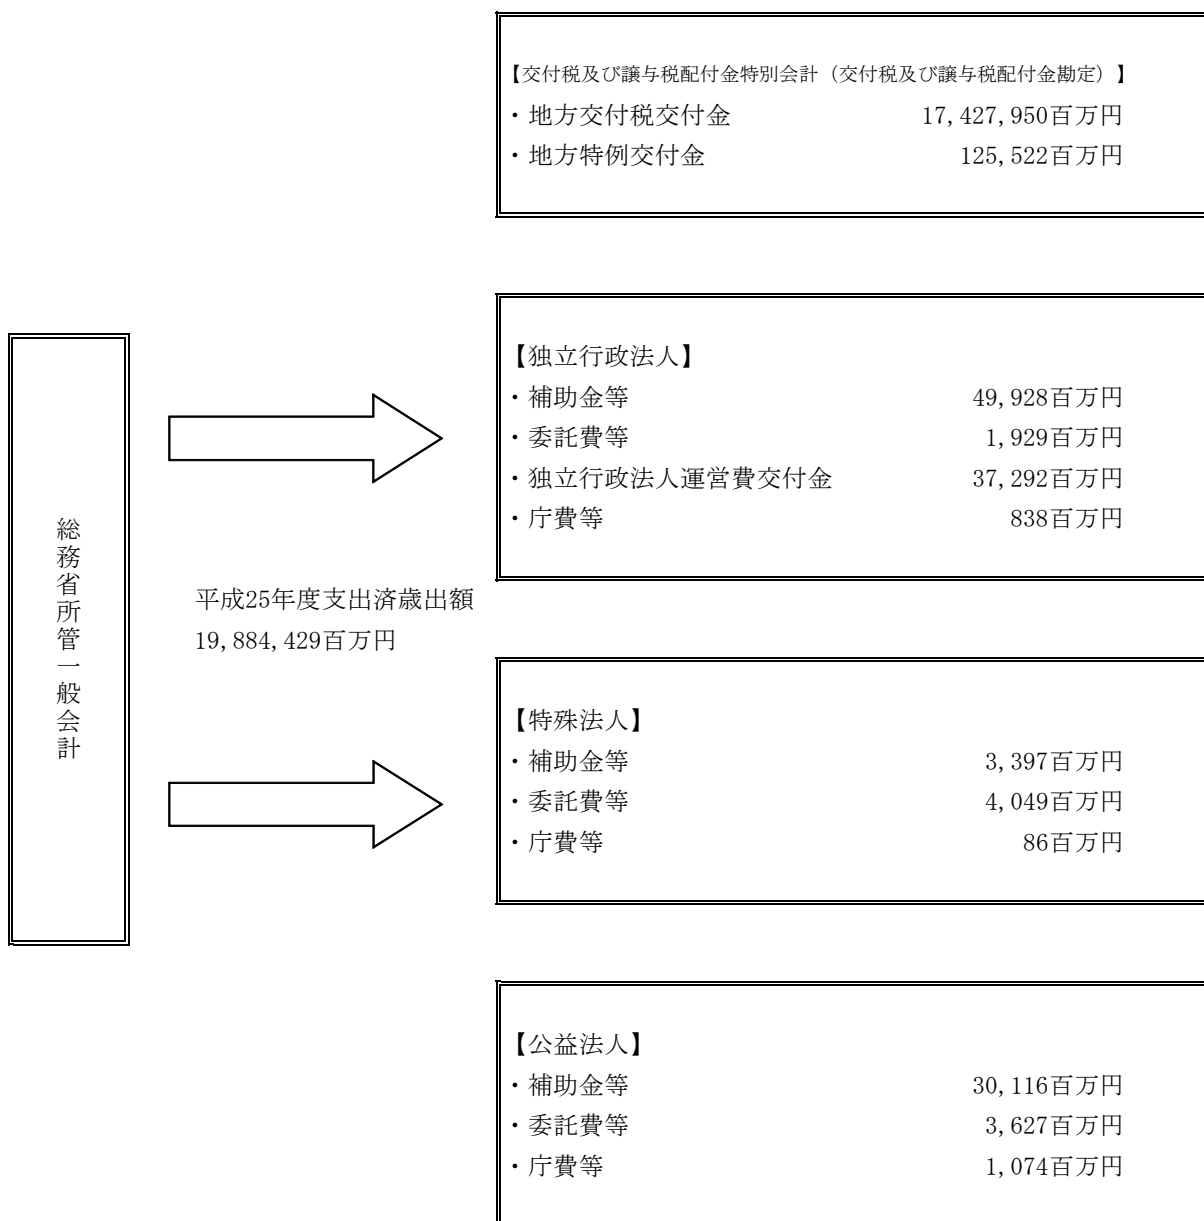 【交付税及び譲与税配付金特別会計（交付税及び譲与税配付金勘定）】
・地方交付税交付金 17,427,950百万円
・地方特例交付金 125,522百万円
総務省所管一般会計
平成25年度支出済歳出額
19,884,429百万円
【独立行政法人】
・補助金等 49,928百万円
・委託費等 1,929百万円
・独立行政法人運営費交付金 37,292百万円
・庁費等 838百万円
【特殊法人】
・補助金等 3,397百万円
・委託費等 4,049百万円
・庁費等 86百万円
【公益法人】
・補助金等 30,116百万円
・委託費等 3,627百万円
・庁費等 1,074百万円